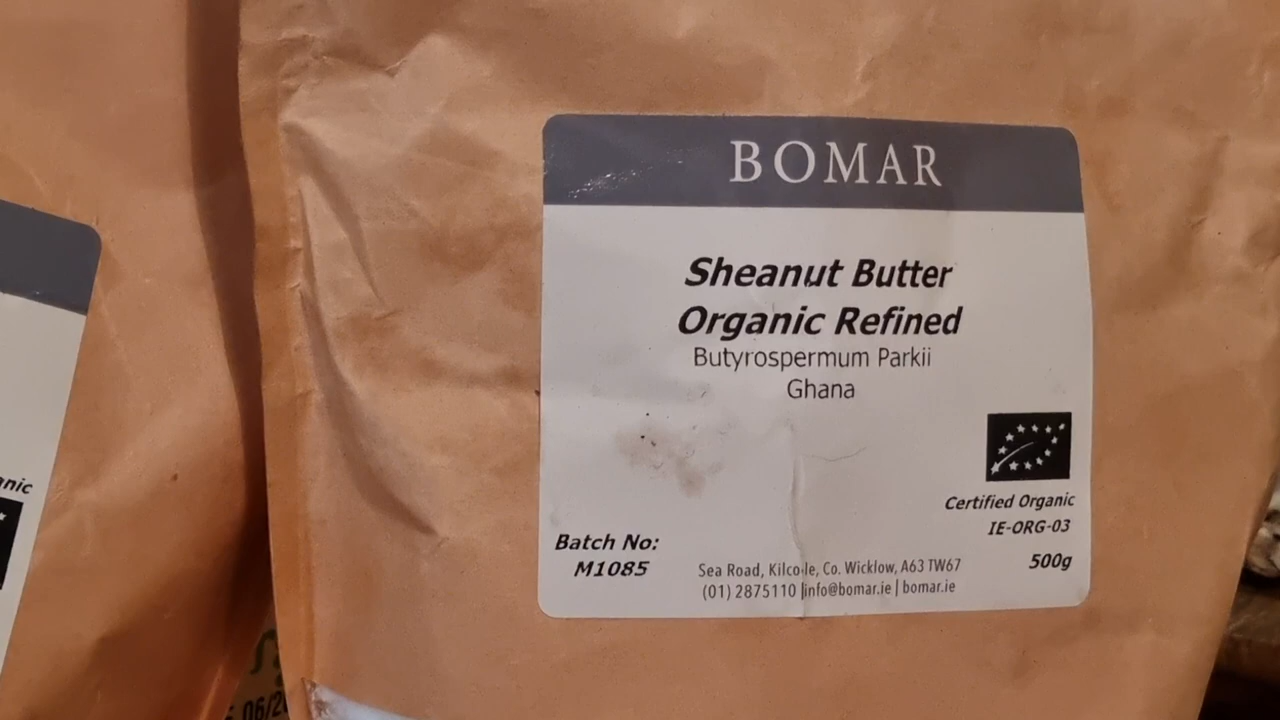 BOMAR
Sheanut Butter
Organic Refined
Butyrospermum Parkii
Ghana
Certified Organic
IE-ORG-03
500g
Batch No:
M1085
Sea Road, Kilcoole, Co. Wicklow, A63 TW67
(01) 2875110 |info@bomar.ie | bomar.ie